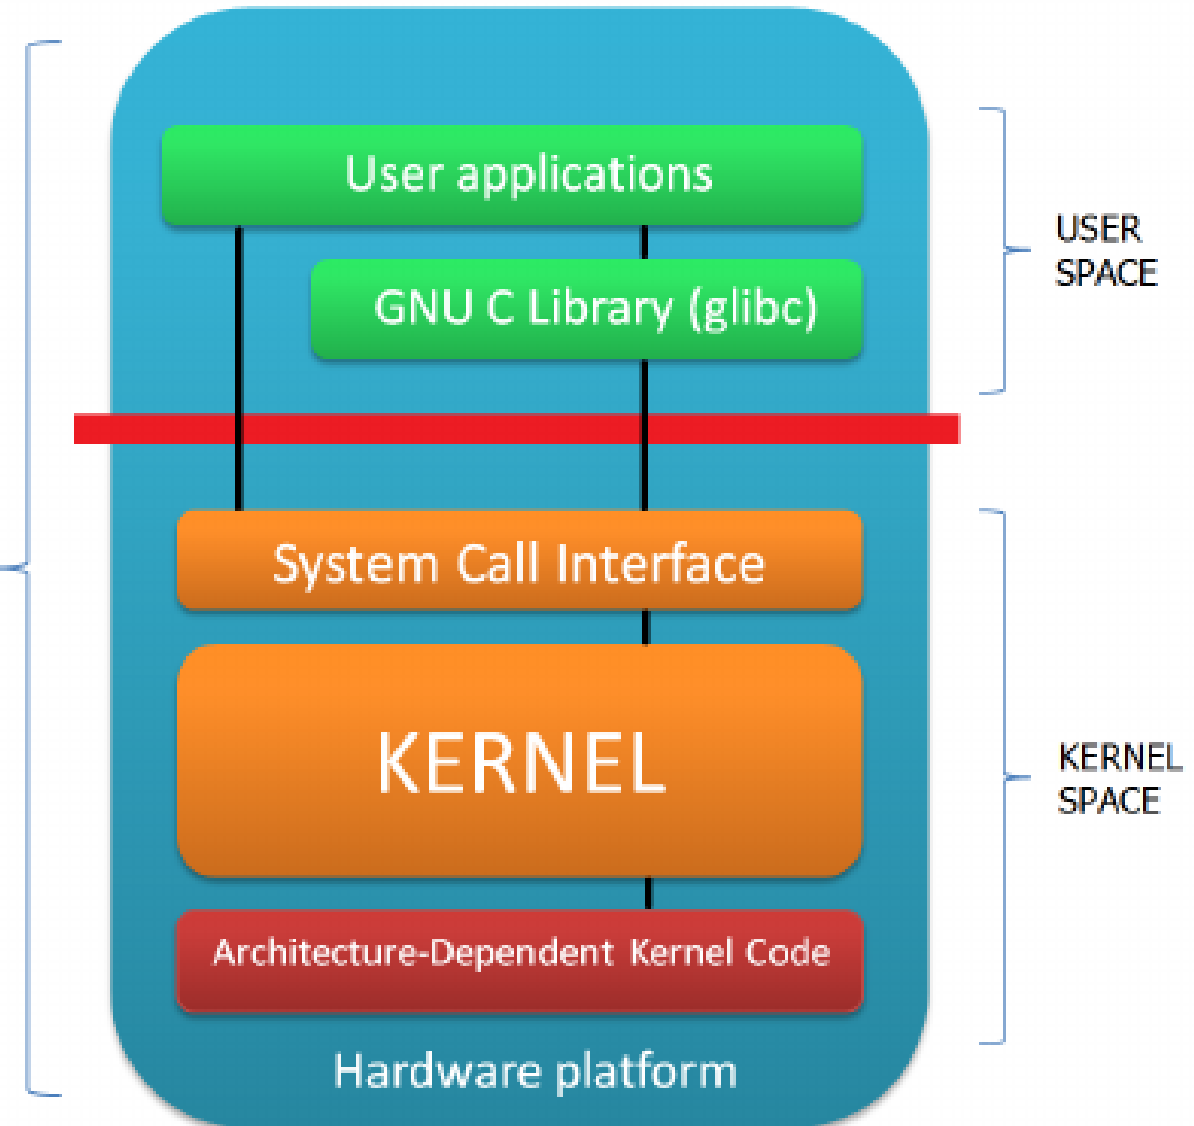 User applications
GNU C Library (glibc)
USER
SPACE
System Call Interface
KERNEL
KERNEL
SPACE
Architecture-Dependent Kernel Code
Hardware platform